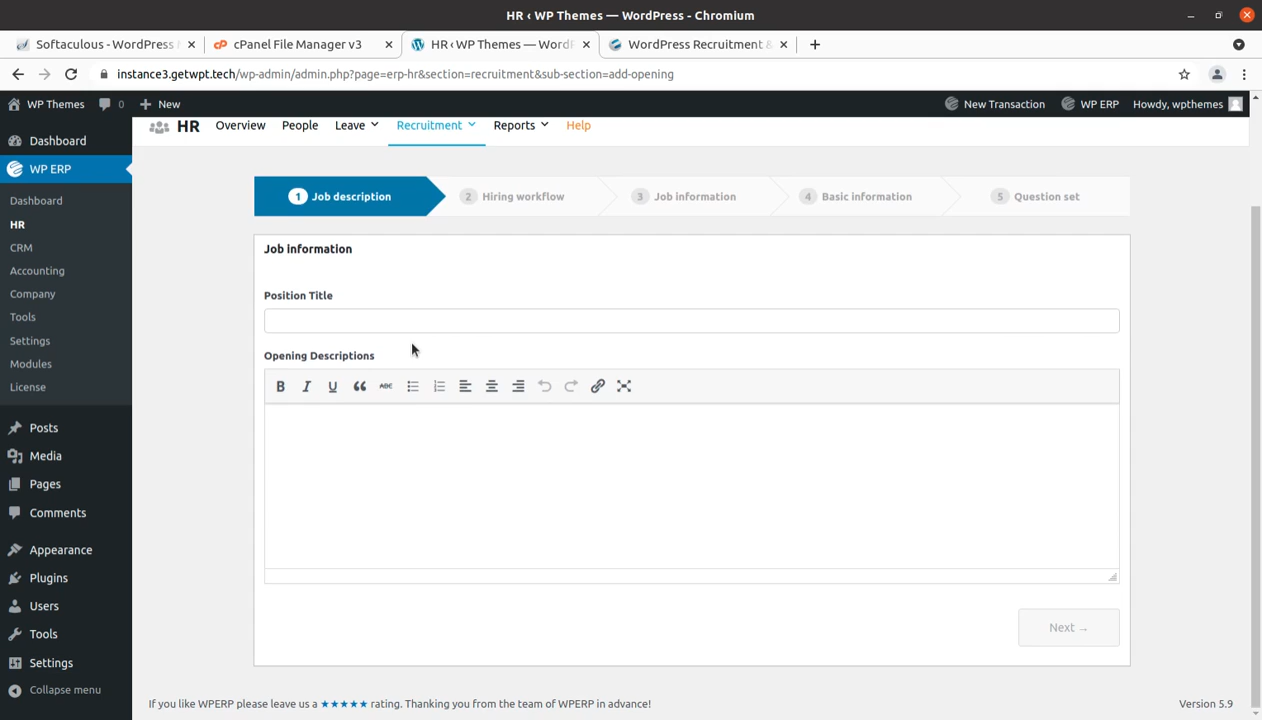 HR ‹ WP Themes — WordPress - Chromium
Softaculous - WordPress
cPanel File Manager v3
HR ‹ WP Themes — Word
WordPress Recruitment &
instance3.getwpt.tech/wp-admin/admin.php?page=erp-hr&section=recruitment&sub-section=add-opening
WP Themes
0
New
New Transaction
WP ERP
Howdy, wpthemes
HR
Overview
People
Leave
Recruitment
Reports
Help
Dashboard
WP ERP
Dashboard
HR
CRM
Accounting
Company
Tools
Settings
Modules
License
Posts
Media
Pages
Comments
Appearance
Plugins
Users
Tools
Settings
Collapse menu
1 Job description
2 Hiring workflow
3 Job information
4 Basic information
5 Question set
Job information
Position Title
Opening Descriptions
B I U “ ABC
Next →
If you like WPERP please leave us a ★★★★★ rating. Thanking you from the team of WPERP in advance!
Version 5.9